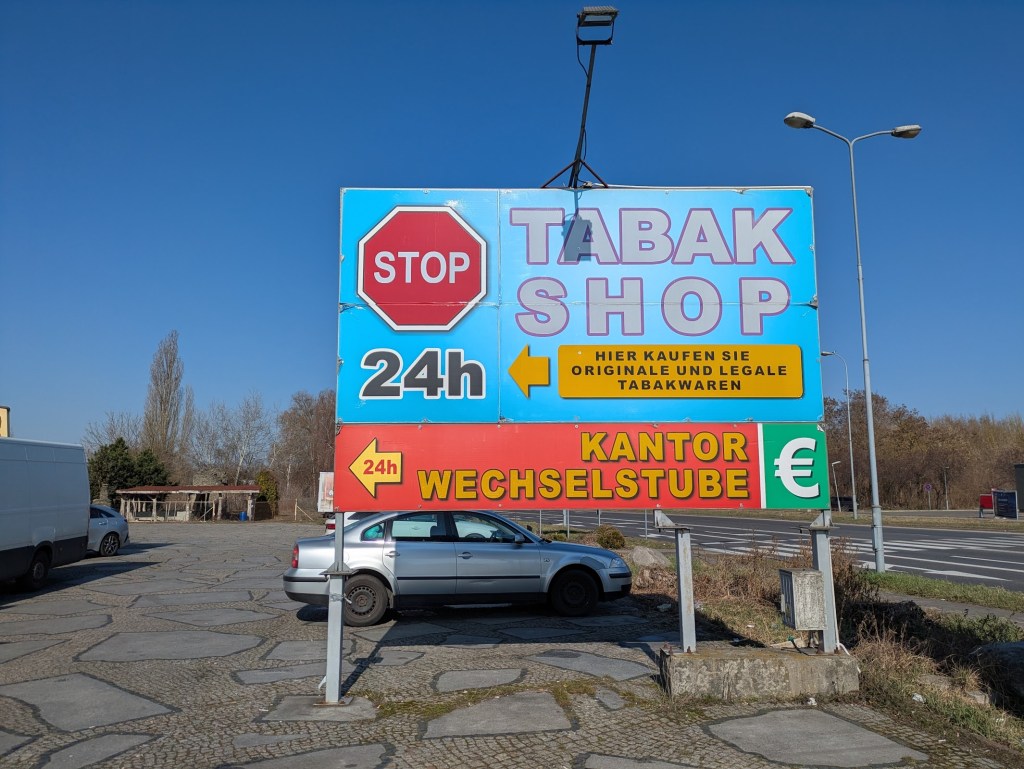 STOP
24h
TABAK
SHOP
HIER KAUFEN SIE
ORIGINALE UND LEGALE
TABAKWAREN
24h
KANTOR
WECHSELSTUBE
€